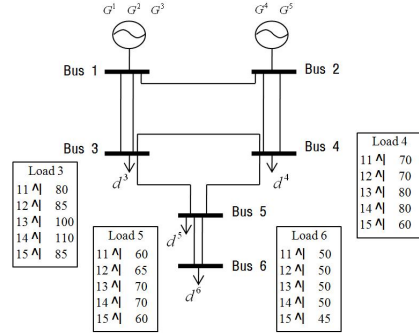 G¹ G² G³
G⁴ G⁵
Bus 1
Bus 2
Bus 3
Bus 4
d³
d⁴
Load 4
11 시 70
12 시 70
13 시 80
14 시 80
15 시 60
Load 3
11 시 80
12 시 85
13 시 100
14 시 110
15 시 85
Bus 5
d⁵
Load 5
11 시 60
12 시 65
13 시 70
14 시 70
15 시 60
Load 6
11 시 50
12 시 50
13 시 50
14 시 50
15 시 45
Bus 6
d⁶